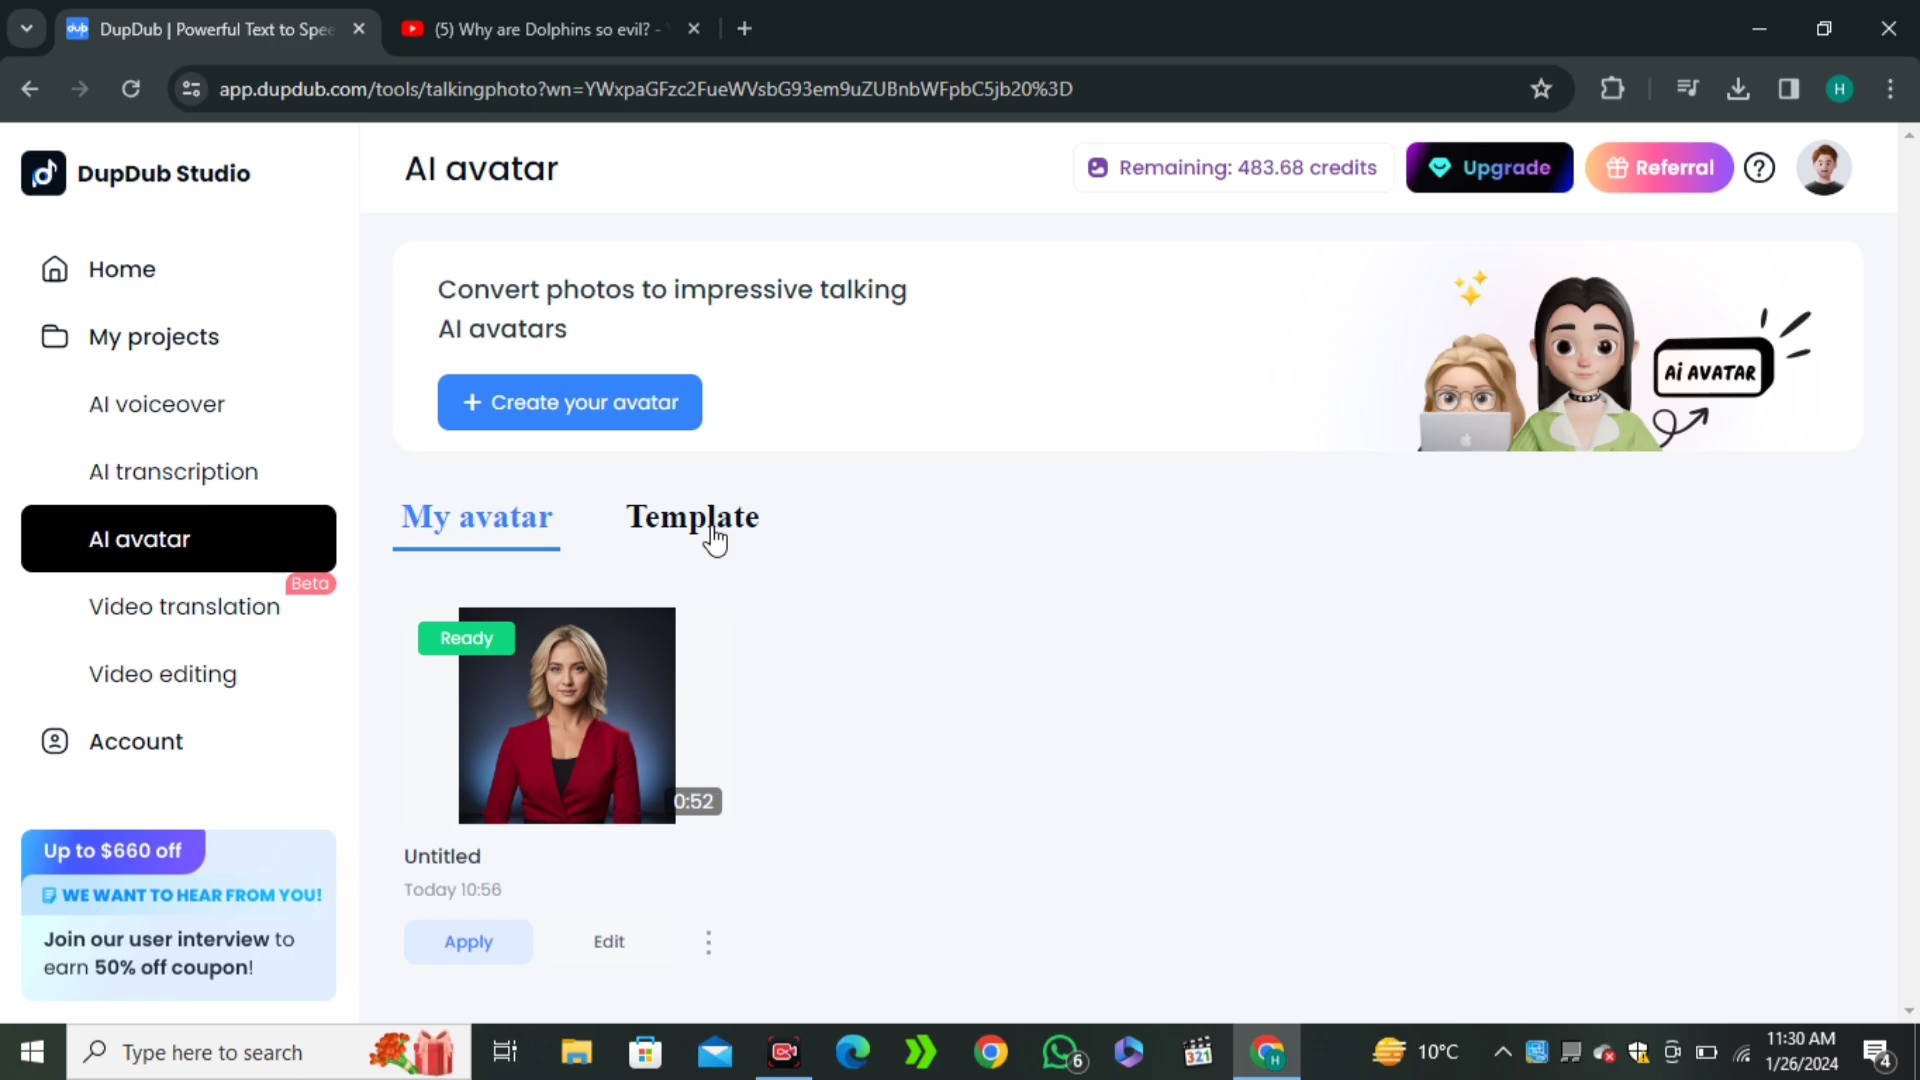 DupDub | Powerful Text to Spee
(5) Why are Dolphins so evil? -
app.dupdub.com/tools/talkingphoto?wn=YWxpaGFzc2FueWVsbG93em9uZUBnbWFpbC5jb20%3D
H
DupDub Studio
AI avatar
Remaining: 483.68 credits
Upgrade
Referral
Home
My projects
AI voiceover
AI transcription
AI avatar
Beta
Video translation
Video editing
Account
Up to $660 off
WE WANT TO HEAR FROM YOU!
Join our user interview to
earn 50% off coupon!
Convert photos to impressive talking
AI avatars
+ Create your avatar
Ai AVATAR
My avatar
Template
Ready
0:52
Untitled
Today 10:56
Apply
Edit
Type here to search
6
321
H
10°C
11:30 AM
1/26/2024
4